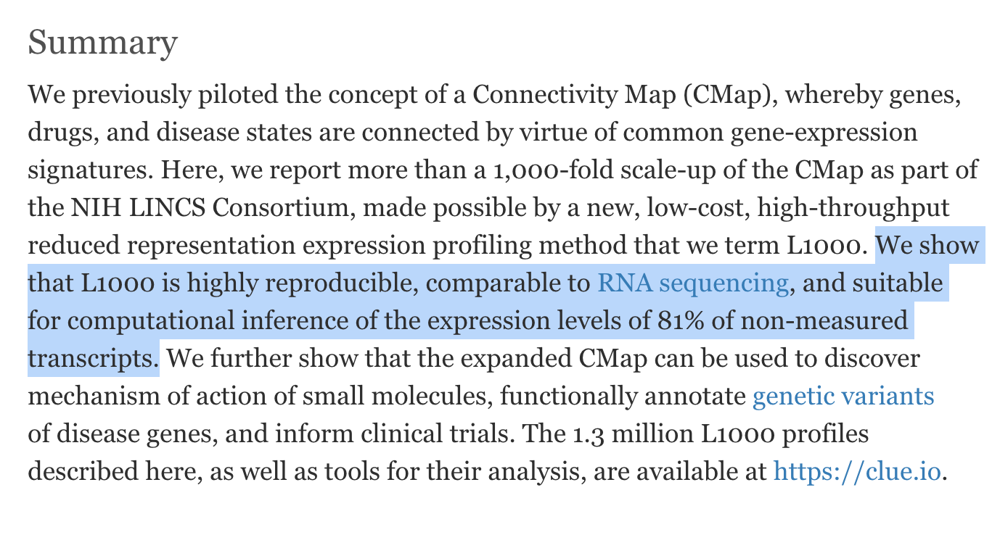 Summary
We previously piloted the concept of a Connectivity Map (CMap), whereby genes,
drugs, and disease states are connected by virtue of common gene-expression
signatures. Here, we report more than a 1,000-fold scale-up of the CMap as part of
the NIH LINCS Consortium, made possible by a new, low-cost, high-throughput
reduced representation expression profiling method that we term L1000. We show
that L1000 is highly reproducible, comparable to RNA sequencing, and suitable
for computational inference of the expression levels of 81% of non-measured
transcripts. We further show that the expanded CMap can be used to discover
mechanism of action of small molecules, functionally annotate genetic variants
of disease genes, and inform clinical trials. The 1.3 million L1000 profiles
described here, as well as tools for their analysis, are available at https://clue.io.